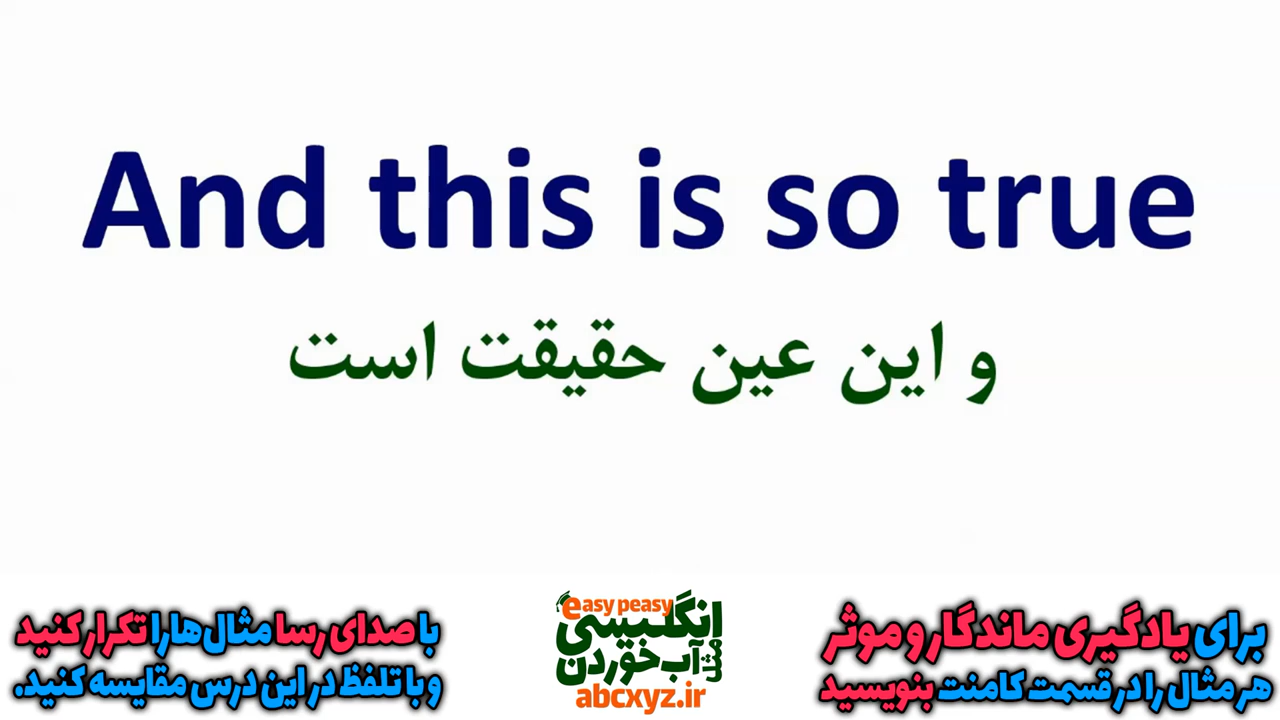 And this is so true
و این عین حقیقت است
برای یادگیری ماندگار و موثر
هر مثال را در قسمت کامنت بنویسید
easy peasy
انگلیسی
مثل آب خوردن
abcxyz.ir
با صدای رسا مثال‌ها را تکرار کنید
و با تلفظ در این درس مقایسه کنید.